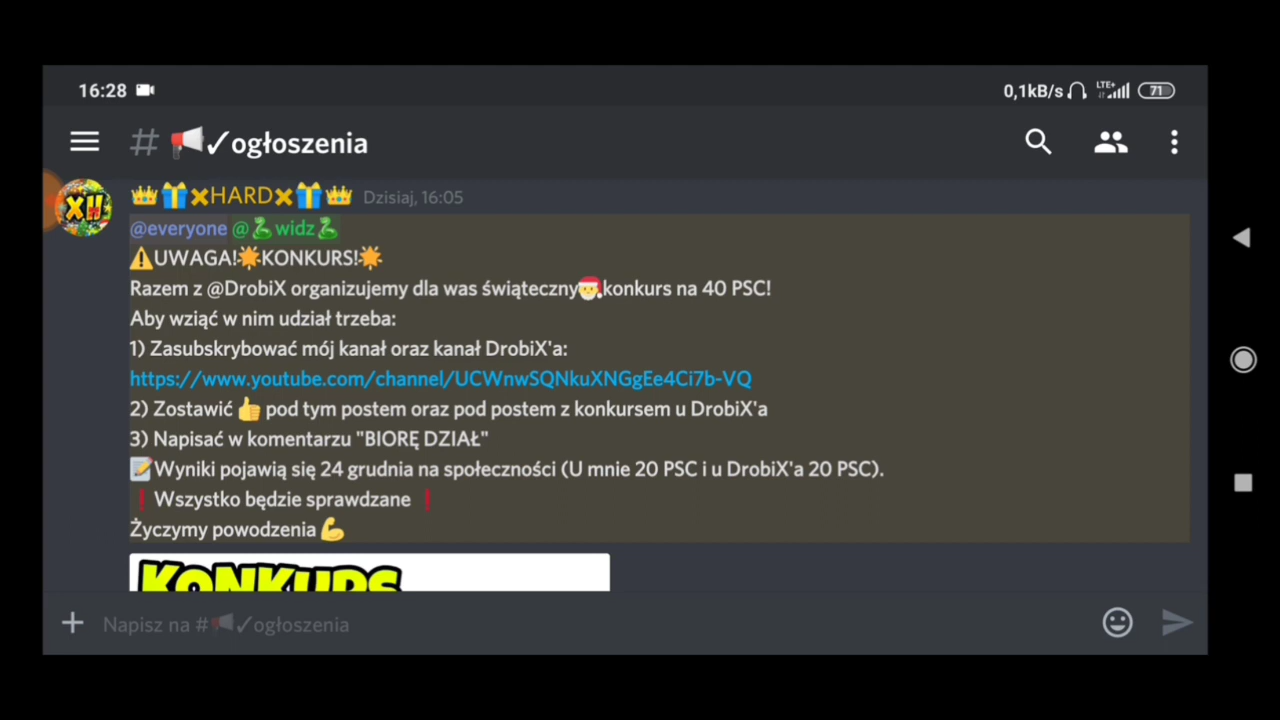 16:28
0,1kB/s LTE+ 71
# 📢✓ogłoszenia
XH
👑🎁✖HARD✖🎁👑 Dzisiaj, 16:05
@everyone @🐍widz🐍
⚠️UWAGA!🌟KONKURS!🌟
Razem z @DrobiX organizujemy dla was świąteczny🎅konkurs na 40 PSC!
Aby wziąć w nim udział trzeba:
1) Zasubskrybować mój kanał oraz kanał DrobiX'a:
https://www.youtube.com/channel/UCWnwSQNkuXNGgEe4Ci7b-VQ
2) Zostawić 👍 pod tym postem oraz pod postem z konkursem u DrobiX'a
3) Napisać w komentarzu "BIORĘ DZIAŁ"
📝Wyniki pojawią się 24 grudnia na społeczności (U mnie 20 PSC i u DrobiX'a 20 PSC).
❗Wszystko będzie sprawdzane ❗
Życzymy powodzenia💪
KONKURS
Napisz na #📢✓ogłoszenia